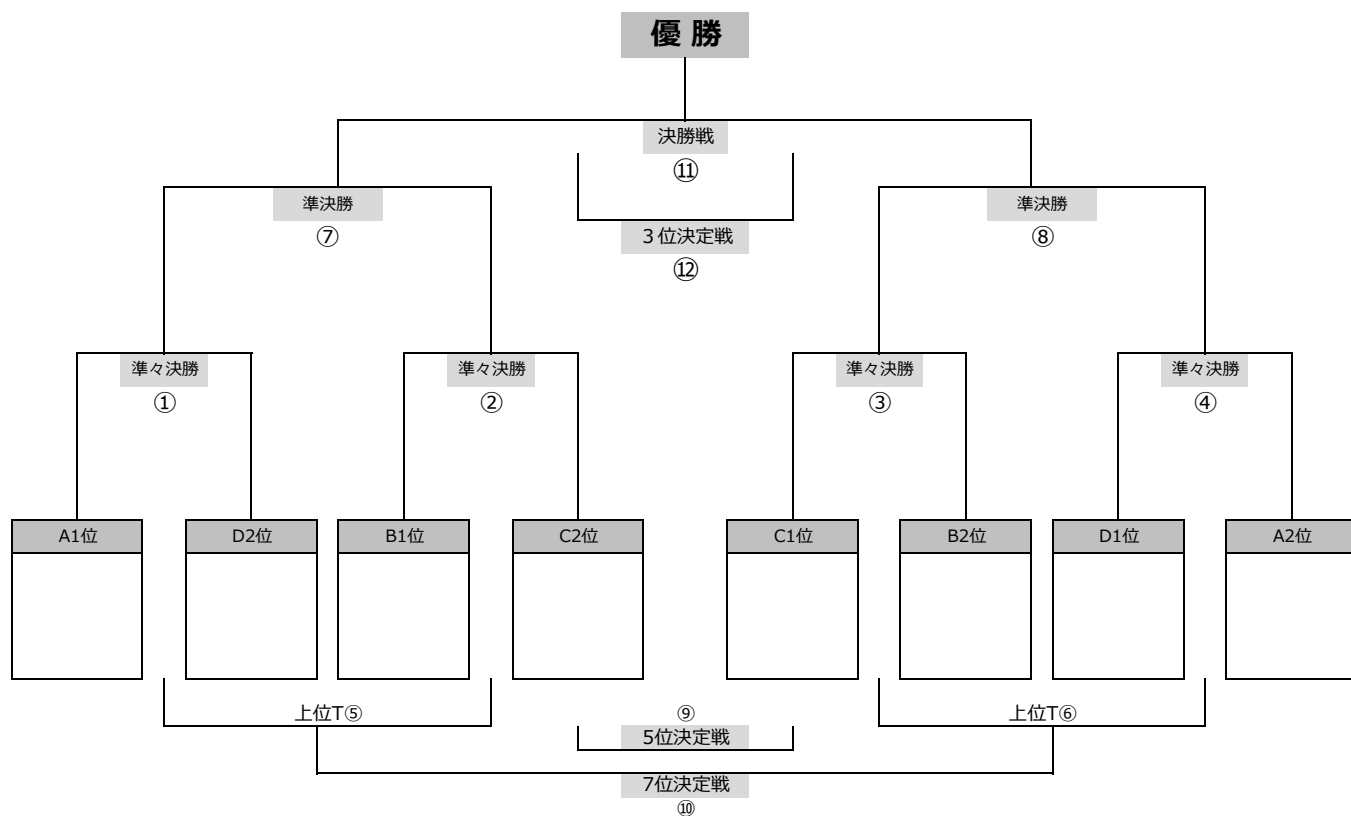 優 勝
決勝戦
⑪
準決勝
準決勝
⑦
３位決定戦
⑧
⑫
準々決勝
準々決勝
準々決勝
準々決勝
①
②
③
④
A1位
D2位
B1位
C2位
C1位
B2位
D1位
A2位
上位T⑤
⑨
上位T⑥
5位決定戦
7位決定戦
⑩